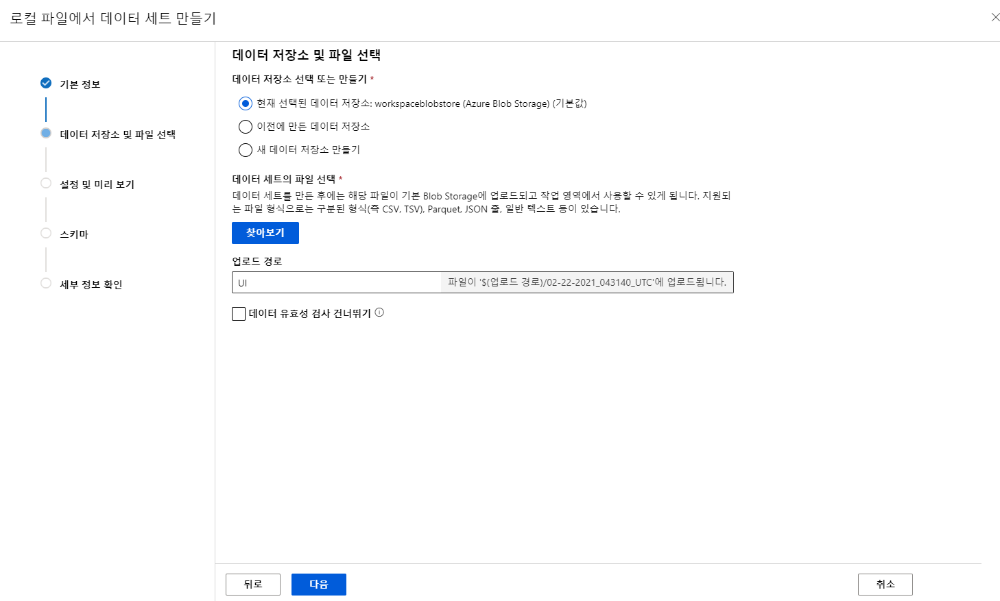 로컬 파일에서 데이터 세트 만들기
기본 정보
데이터 저장소 및 파일 선택
설정 및 미리 보기
스키마
세부 정보 확인
데이터 저장소 및 파일 선택
데이터 저장소 선택 또는 만들기 *
현재 선택된 데이터 저장소: workspaceblobstore (Azure Blob Storage) (기본값)
이전에 만든 데이터 저장소
새 데이터 저장소 만들기
데이터 세트의 파일 선택 *
데이터 세트를 만든 후에는 해당 파일이 기본 Blob Storage에 업로드되고 작업 영역에서 사용할 수 있게 됩니다. 지원되
는 파일 형식으로는 구분된 형식(즉 CSV, TSV), Parquet, JSON 줄, 일반 텍스트 등이 있습니다.
찾아보기
업로드 경로
UI 파일이 '$(업로드 경로)/02-22-2021_043140_UTC'에 업로드됩니다.
데이터 유효성 검사 건너뛰기
뒤로 다음 취소